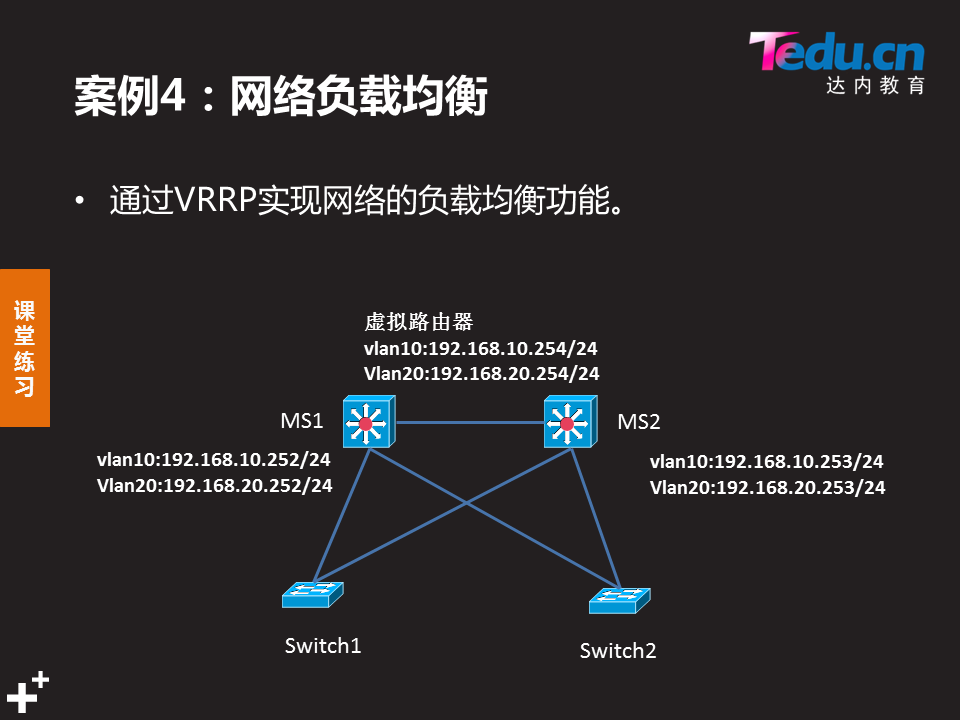 Tedu.cn
达内教育
案例4：网络负载均衡
• 通过VRRP实现网络的负载均衡功能。
课堂练习
虚拟路由器
vlan10:192.168.10.254/24
Vlan20:192.168.20.254/24
MS1
MS2
vlan10:192.168.10.252/24
Vlan20:192.168.20.252/24
vlan10:192.168.10.253/24
Vlan20:192.168.20.253/24
Switch1
Switch2